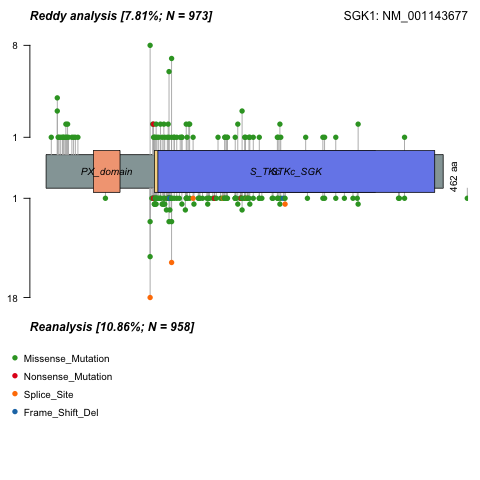 Reddy analysis [7.81%; N = 973]
SGK1: NM_001143677
8
1
PX_domain
STKc_SGK
462 aa
1
18
Reanalysis [10.86%; N = 958]
Missense_Mutation
Nonsense_Mutation
Splice_Site
Frame_Shift_Del